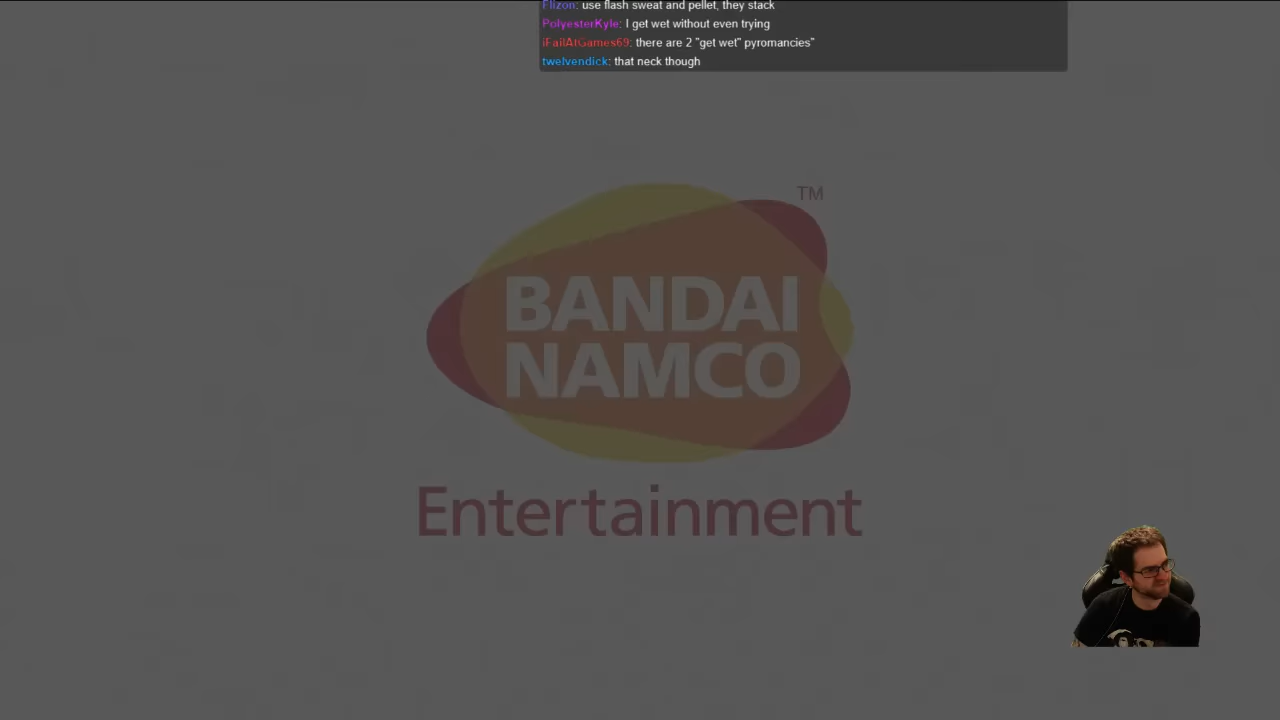 Flizon: use flash sweat and pellet, they stack
PolyesterKyle: I get wet without even trying
iFailAtGames69: there are 2 "get wet" pyromancies"
twelvendick: that neck though
TM
BANDAI
NAMCO
Entertainment